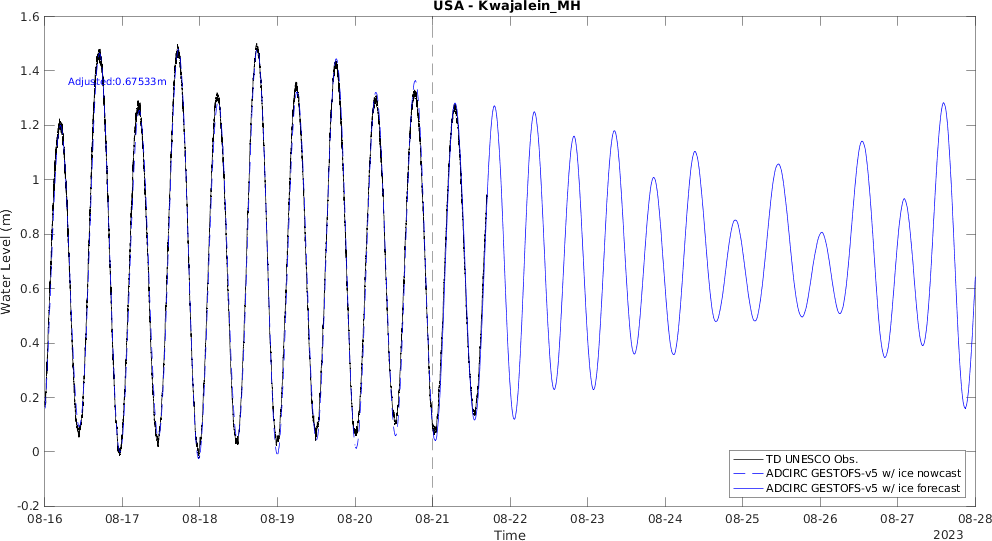 USA - Kwajalein_MH
1.6
1.4
1.2
1
0.8
0.6
0.4
0.2
0
-0.2
Water Level (m)
Adjusted:0.67533m
TD UNESCO Obs.
ADCIRC GESTOFS-v5 w/ ice nowcast
ADCIRC GESTOFS-v5 w/ ice forecast
08-16 08-17 08-18 08-19 08-20 08-21 08-22 08-23 08-24 08-25 08-26 08-27 08-28
Time
2023